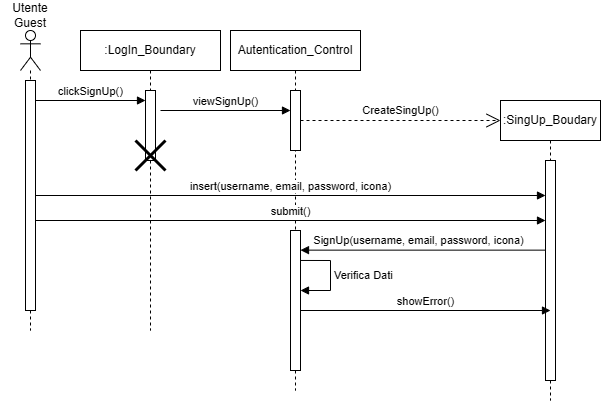 Utente
Guest
:LogIn_Boundary
Autentication_Control
clickSignUp()
viewSignUp()
CreateSingUp()
:SingUp_Boudary
insert(username, email, password, icona)
submit()
SignUp(username, email, password, icona)
Verifica Dati
showError()